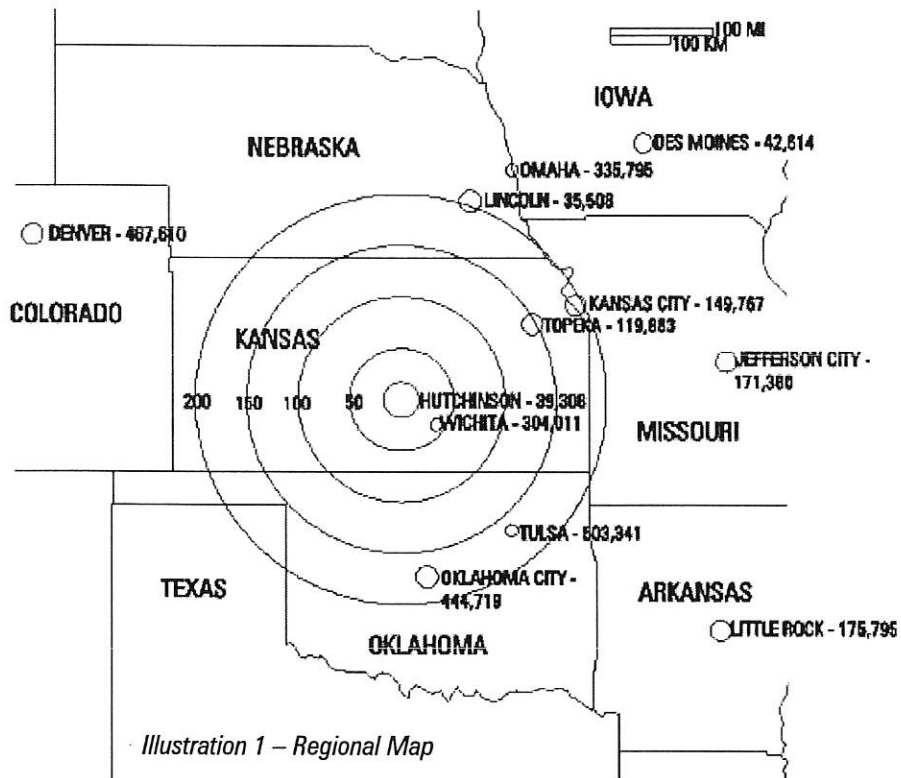 100 MI
100 KM
IOWA
NEBRASKA
DES MOINES - 42,614
OMAHA - 335,795
LINCOLN - 35,508
DENVER - 467,610
COLORADO
KANSAS CITY - 149,767
TOPEKA - 119,883
KANSAS
JEFFERSON CITY -
171,386
200 150 100 50 HUTCHINSON - 39,308
WICHITA - 304,011
MISSOURI
TULSA - 503,341
OKLAHOMA CITY -
444,719
TEXAS
ARKANSAS
LITTLE ROCK - 175,795
OKLAHOMA
Illustration 1 – Regional Map